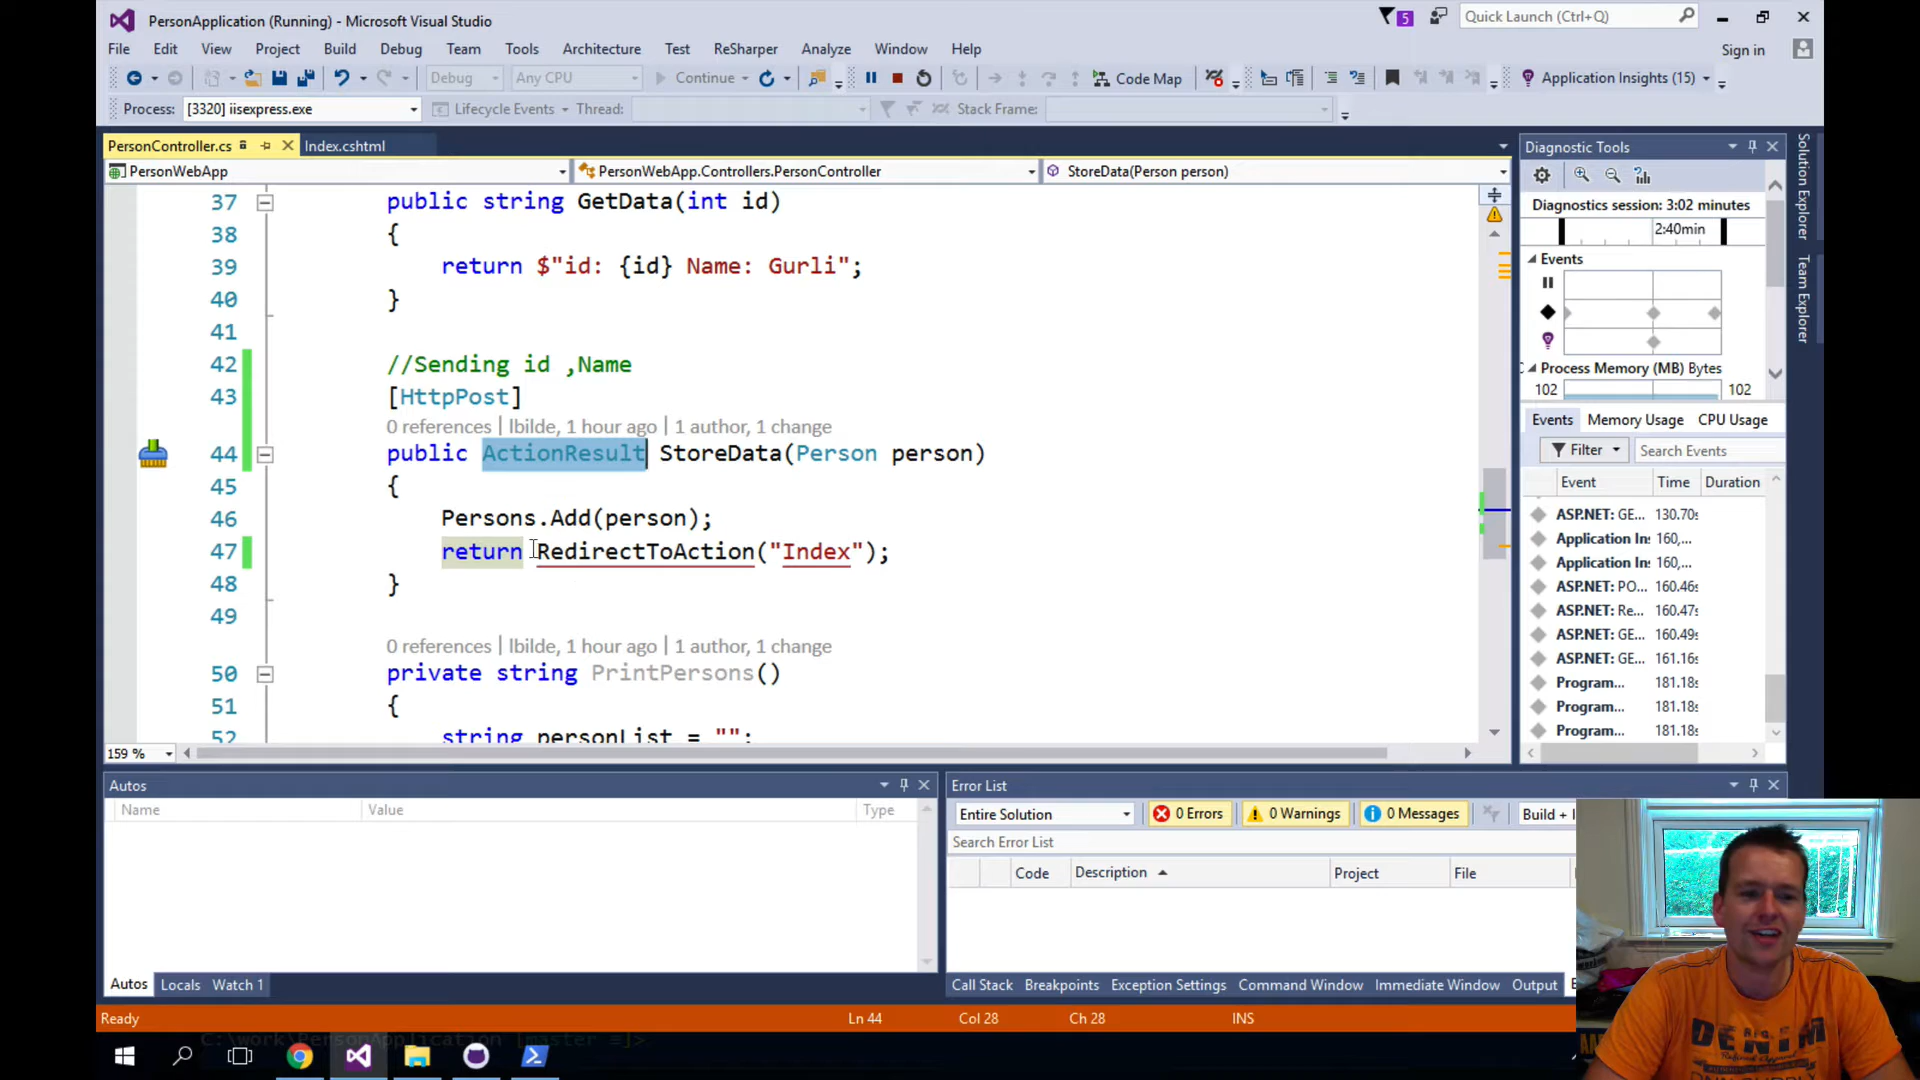 PersonApplication (Running) - Microsoft Visual Studio
5
Quick Launch (Ctrl+Q)
File Edit View Project Build Debug Team Tools Architecture Test ReSharper Analyze Window Help
Sign in
Debug Any CPU Continue Code Map Application Insights (15)
Process: [3320] iisexpress.exe Lifecycle Events Thread: Stack Frame:
PersonController.cs Index.cshtml
PersonWebApp PersonWebApp.Controllers.PersonController StoreData(Person person)
37 public string GetData(int id)
38 {
39 return $"id: {id} Name: Gurli";
40 }
41
42 //Sending id ,Name
43 [HttpPost]
0 references | lbilde, 1 hour ago | 1 author, 1 change
44 public ActionResult StoreData(Person person)
45 {
46 Persons.Add(person);
47 return RedirectToAction("Index");
48 }
49
0 references | lbilde, 1 hour ago | 1 author, 1 change
50 private string PrintPersons()
51 {
52 string personList = "";
159 %
Diagnostic Tools
Diagnostics session: 3:02 minutes
2:40min
Events
Process Memory (MB) Bytes
102 102
Events Memory Usage CPU Usage
Filter Search Events
Event Time Duration
ASP.NET: GE... 130.70s
Application Ins 160,...
Application Ins 160,...
ASP.NET: PO... 160.46s
ASP.NET: Re... 160.47s
ASP.NET: GE... 160.49s
ASP.NET: GE... 161.16s
Program... 181.18s
Program... 181.18s
Program... 181.18s
Solution Explorer
Team Explorer
Autos
Name Value Type
Autos Locals Watch 1
Error List
Entire Solution 0 Errors 0 Warnings 0 Messages Build + I
Search Error List
Code Description Project File
Call Stack Breakpoints Exception Settings Command Window Immediate Window Output
Ready Ln 44 Col 28 Ch 28 INS
C:\work\PersonApplication [master ≡]>
DENIM